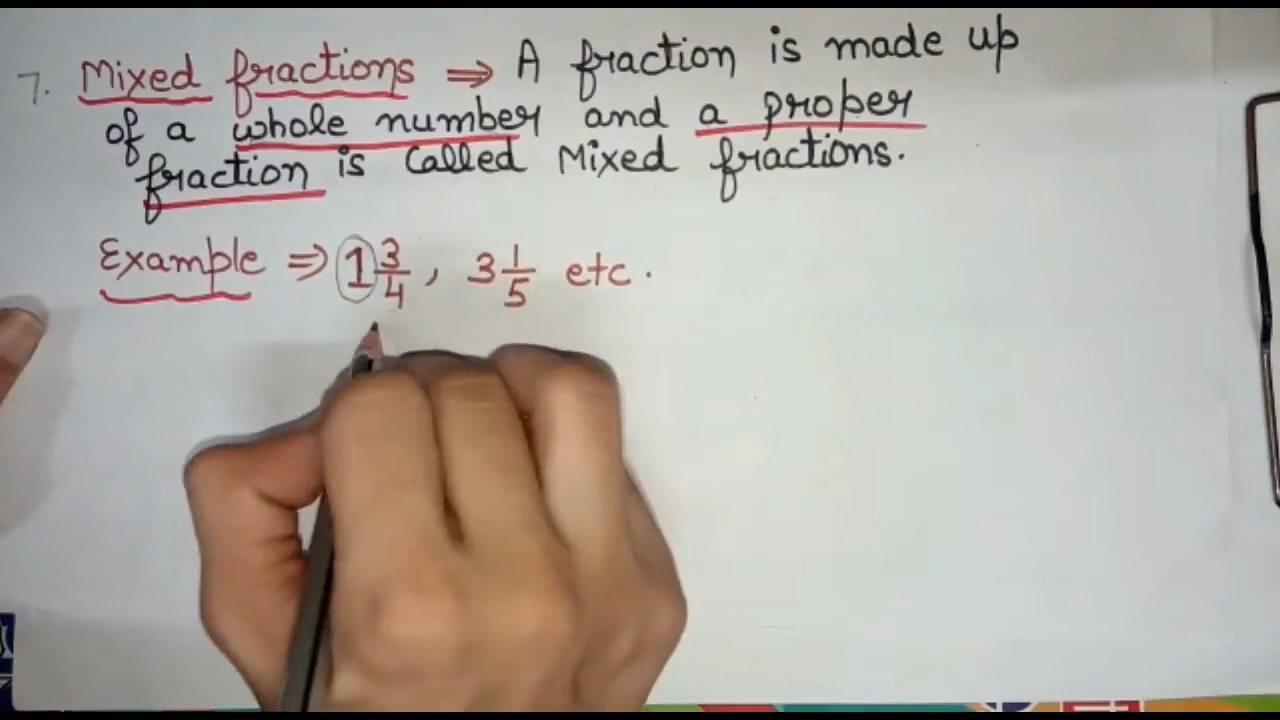 7. Mixed fractions ⇒ A fraction is made up
of a whole number and a proper
fraction is called Mixed fractions.
Example ⇒ 1 3/4, 3 1/5 etc.